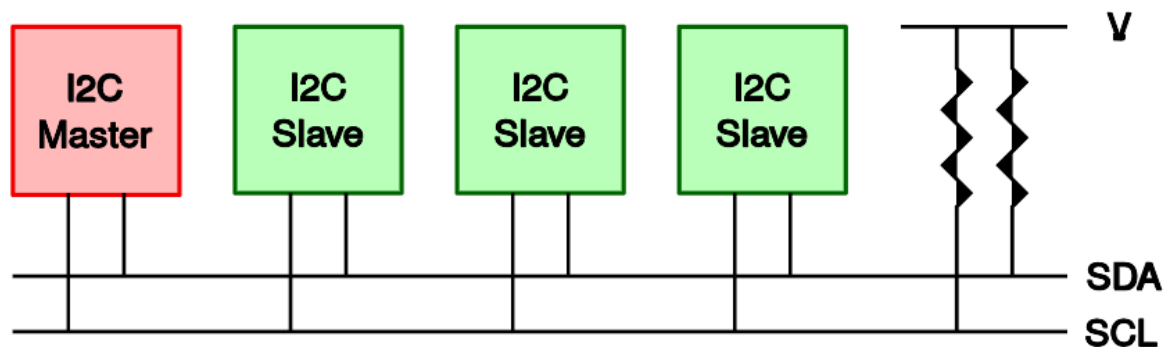 I2C
Master
I2C
Slave
I2C
Slave
I2C
Slave
V
SDA
SCL